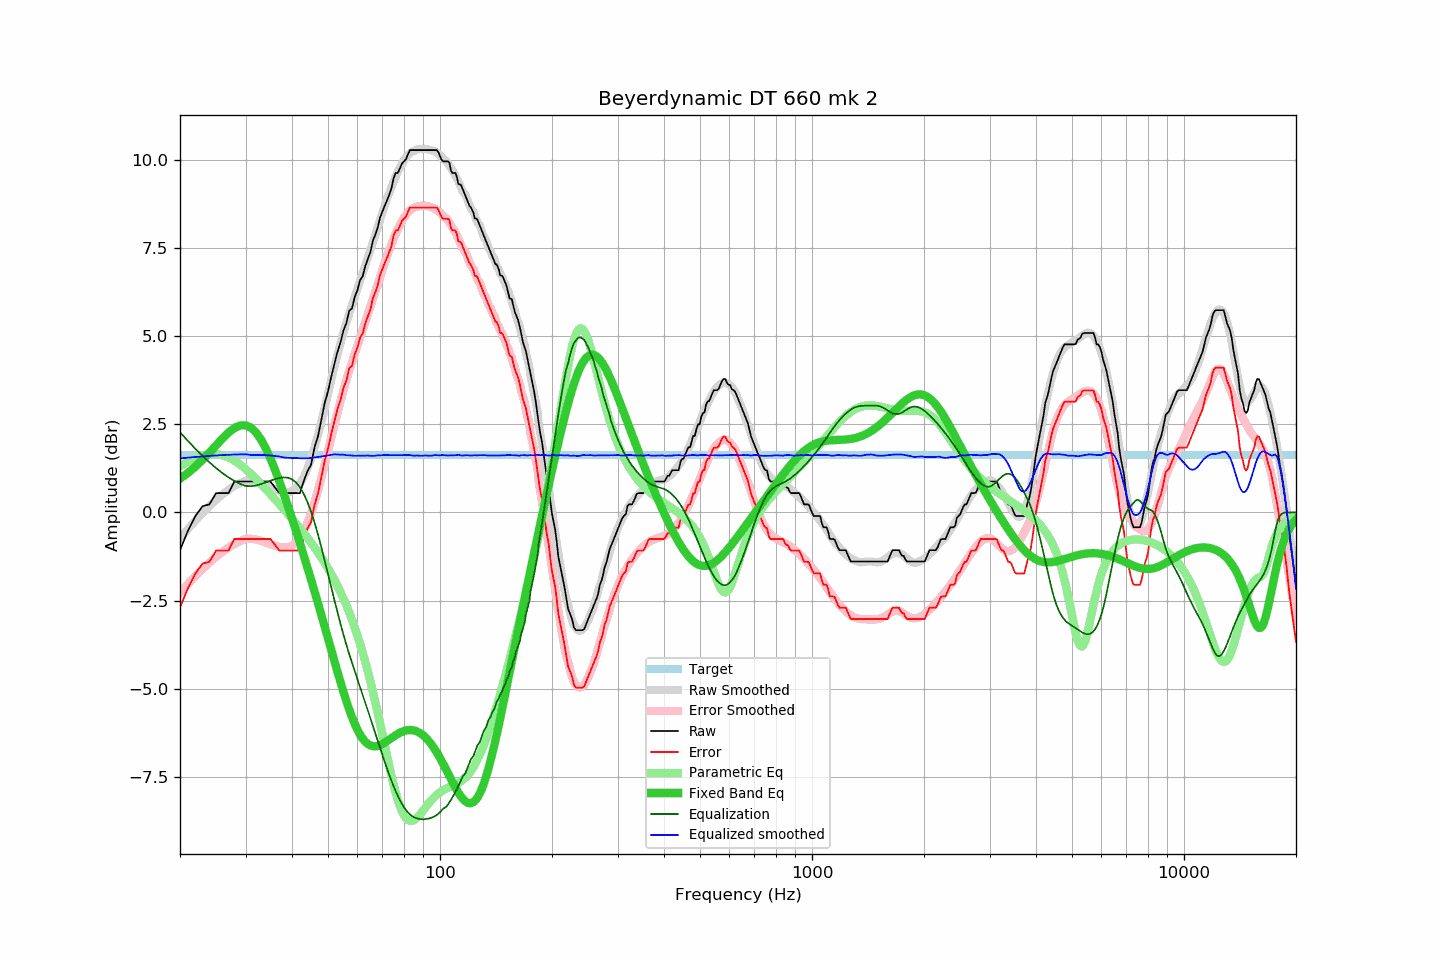 Beyerdynamic DT 660 mk 2
10.0
7.5
5.0
2.5
0.0
−2.5
−5.0
−7.5
Amplitude (dBr)
Target
Raw Smoothed
Error Smoothed
Raw
Error
Parametric Eq
Fixed Band Eq
Equalization
Equalized smoothed
100
1000
10000
Frequency (Hz)